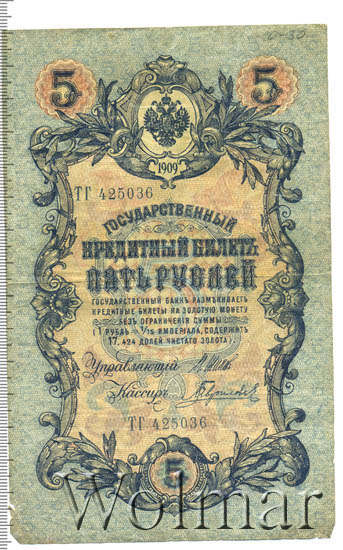 5 5
1909
ТГ 425036
ГОСУДАРСТВЕННЫЙ
КРЕДИТНЫЙ БИЛЕТЪ
ПЯТЬ РУБЛЕЙ
ГОСУДАРСТВЕННЫЙ БАНКЪ РАЗМѢНИВАЕТЪ
КРЕДИТНЫЕ БИЛЕТЫ НА ЗОЛОТУЮ МОНЕТУ
БЕЗЪ ОГРАНИЧЕНІЯ СУММЫ
(1 РУБЛЬ = 1/15 ИМПЕРІАЛА, СОДЕРЖИТЪ
17,424 ДОЛЕЙ ЧИСТАГО ЗОЛОТА).
Управляющій
Кассиръ
ТГ 425036
5
Wolmar